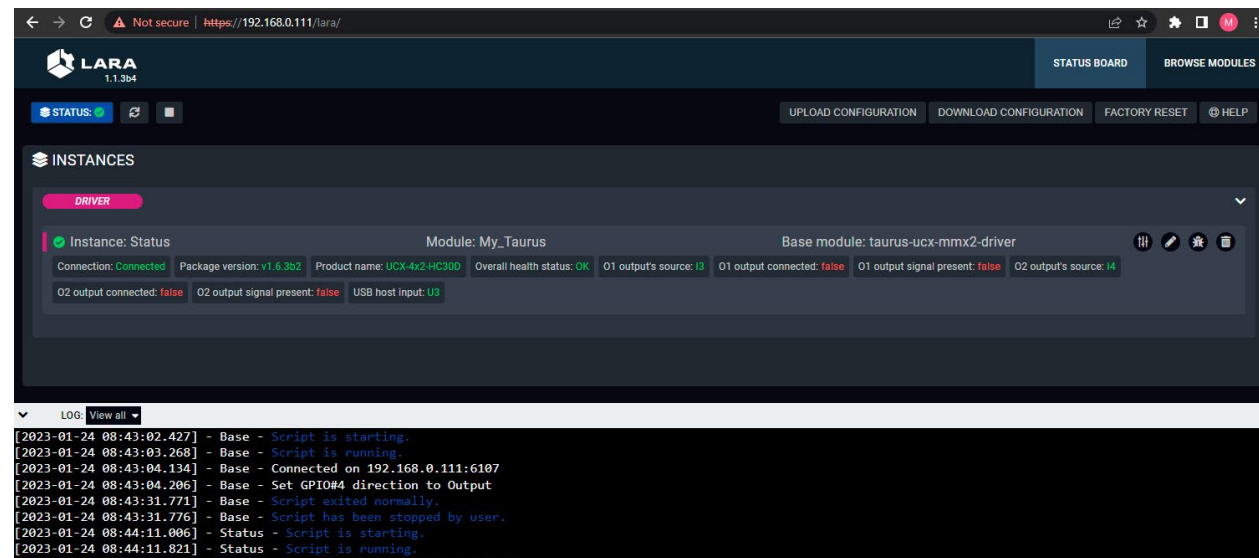 Not secure | https://192.168.0.111/lara/ M
LARA
1.1.3b4
STATUS BOARD BROWSE MODULES
STATUS: UPLOAD CONFIGURATION DOWNLOAD CONFIGURATION FACTORY RESET HELP
INSTANCES
DRIVER
Instance: Status Module: My_Taurus Base module: taurus-ucx-mmx2-driver
Connection: Connected Package version: v1.6.3b2 Product name: UCX-4x2-HC30D Overall health status: OK O1 output's source: I3 O1 output connected: false O1 output signal present: false O2 output's source: I4
O2 output connected: false O2 output signal present: false USB host input: U3
LOG: View all
[2023-01-24 08:43:02.427] - Base - Script is starting.
[2023-01-24 08:43:03.268] - Base - Script is running.
[2023-01-24 08:43:04.134] - Base - Connected on 192.168.0.111:6107
[2023-01-24 08:43:04.206] - Base - Set GPIO#4 direction to Output
[2023-01-24 08:43:31.771] - Base - Script exited normally.
[2023-01-24 08:43:31.776] - Base - Script has been stopped by user.
[2023-01-24 08:44:11.006] - Status - Script is starting.
[2023-01-24 08:44:11.821] - Status - Script is running.